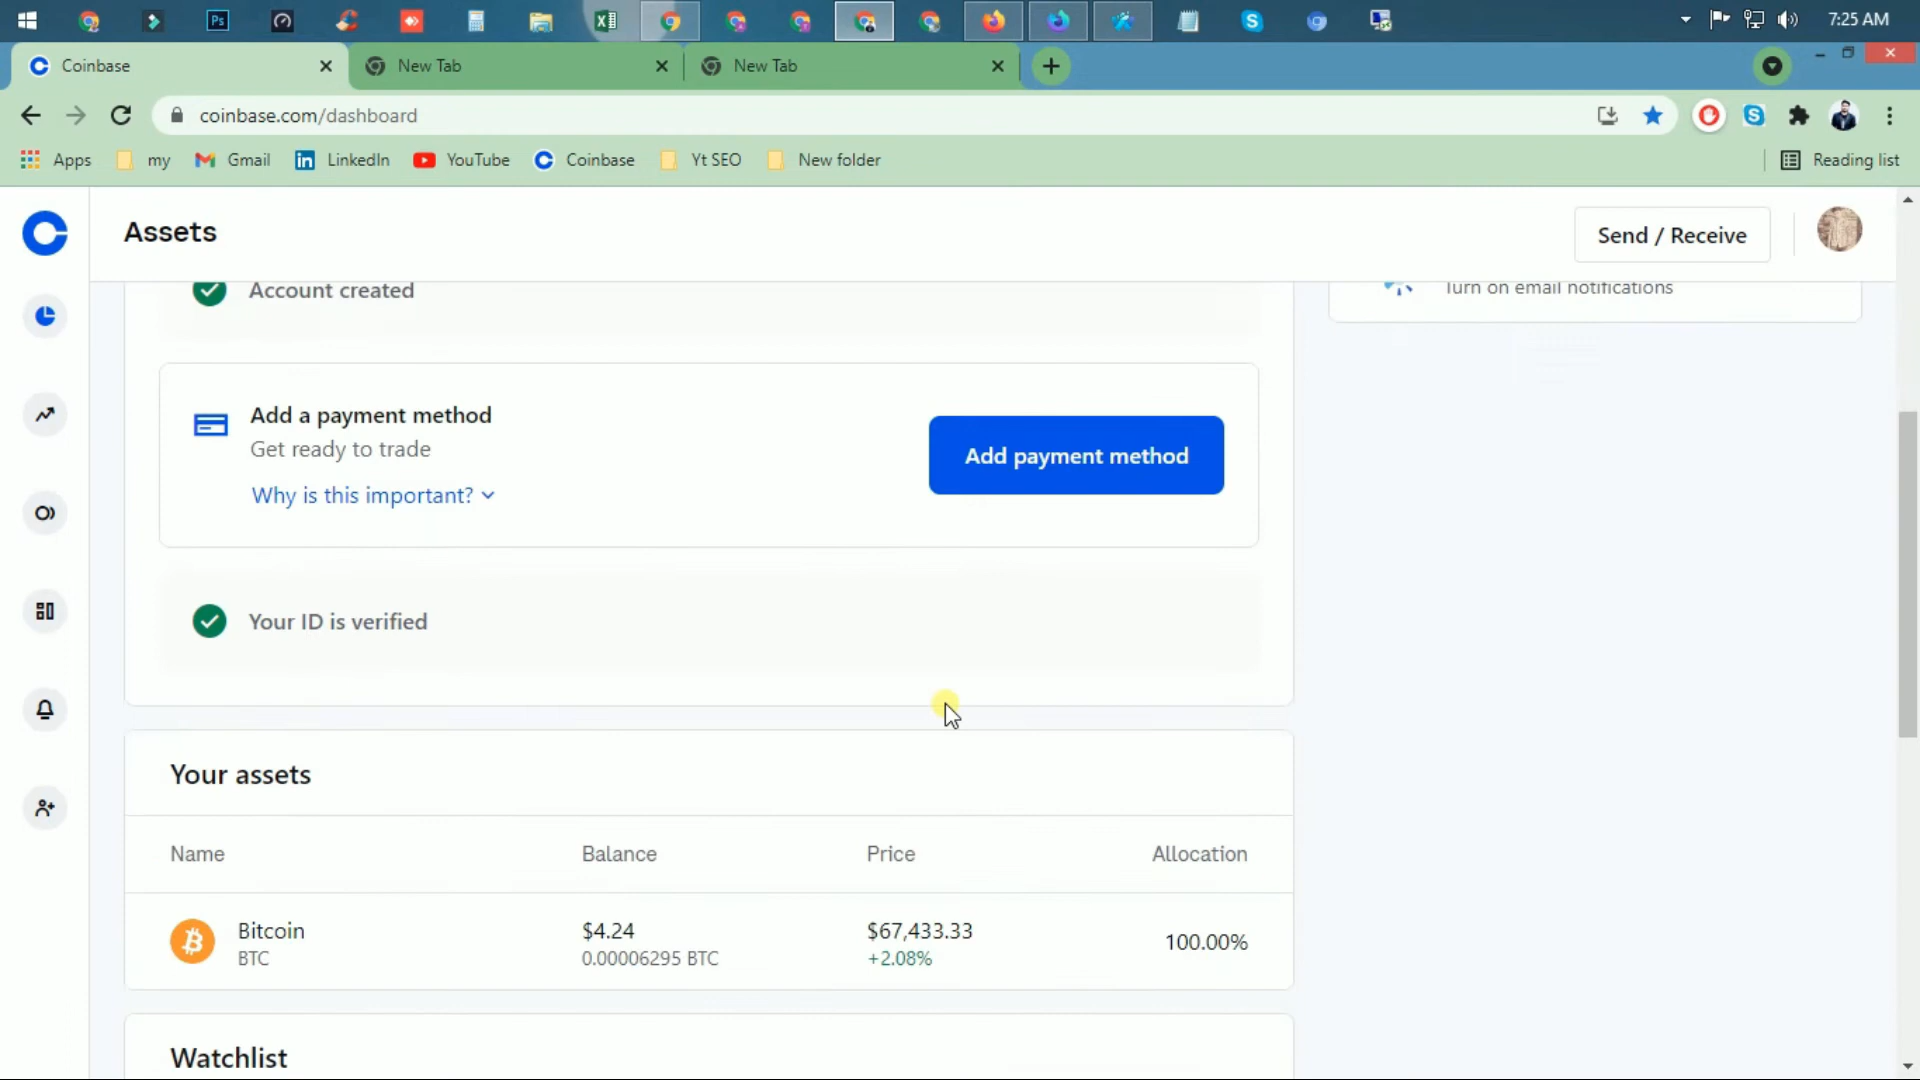 Ps
7:25 AM
Coinbase
New Tab
New Tab
coinbase.com/dashboard
Apps
my
Gmail
LinkedIn
YouTube
Coinbase
Yt SEO
New folder
Reading list
Assets
Send / Receive
Account created
Turn on email notifications
Add a payment method
Get ready to trade
Why is this important?
Add payment method
Your ID is verified
Your assets
Name Balance Price Allocation
Bitcoin $4.24 $67,433.33 100.00%
BTC 0.00006295 BTC +2.08%
Watchlist